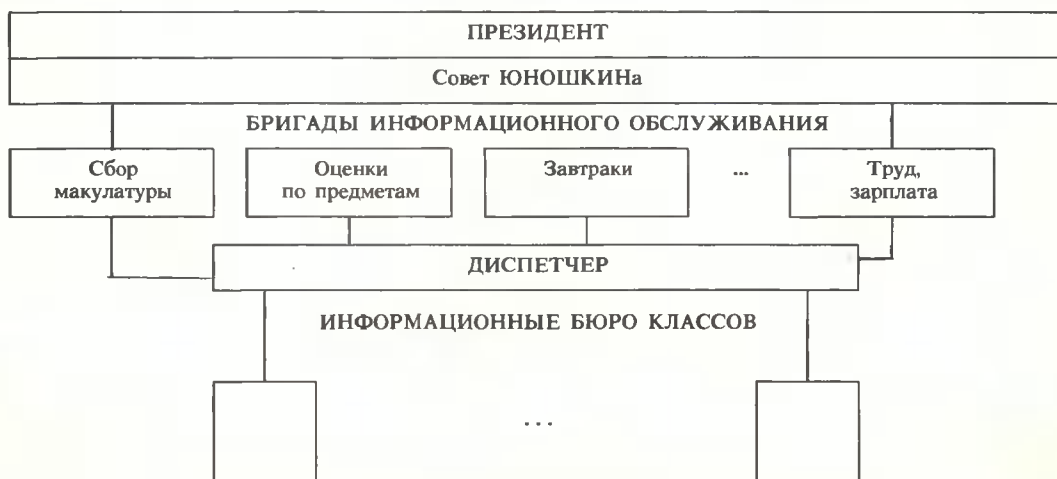 ПРЕЗИДЕНТ
Совет ЮНОШКИНа
БРИГАДЫ ИНФОРМАЦИОННОГО ОБСЛУЖИВАНИЯ
Сбор
макулатуры
Оценки
по предметам
Завтраки
...
Труд,
зарплата
ДИСПЕТЧЕР
ИНФОРМАЦИОННЫЕ БЮРО КЛАССОВ
...